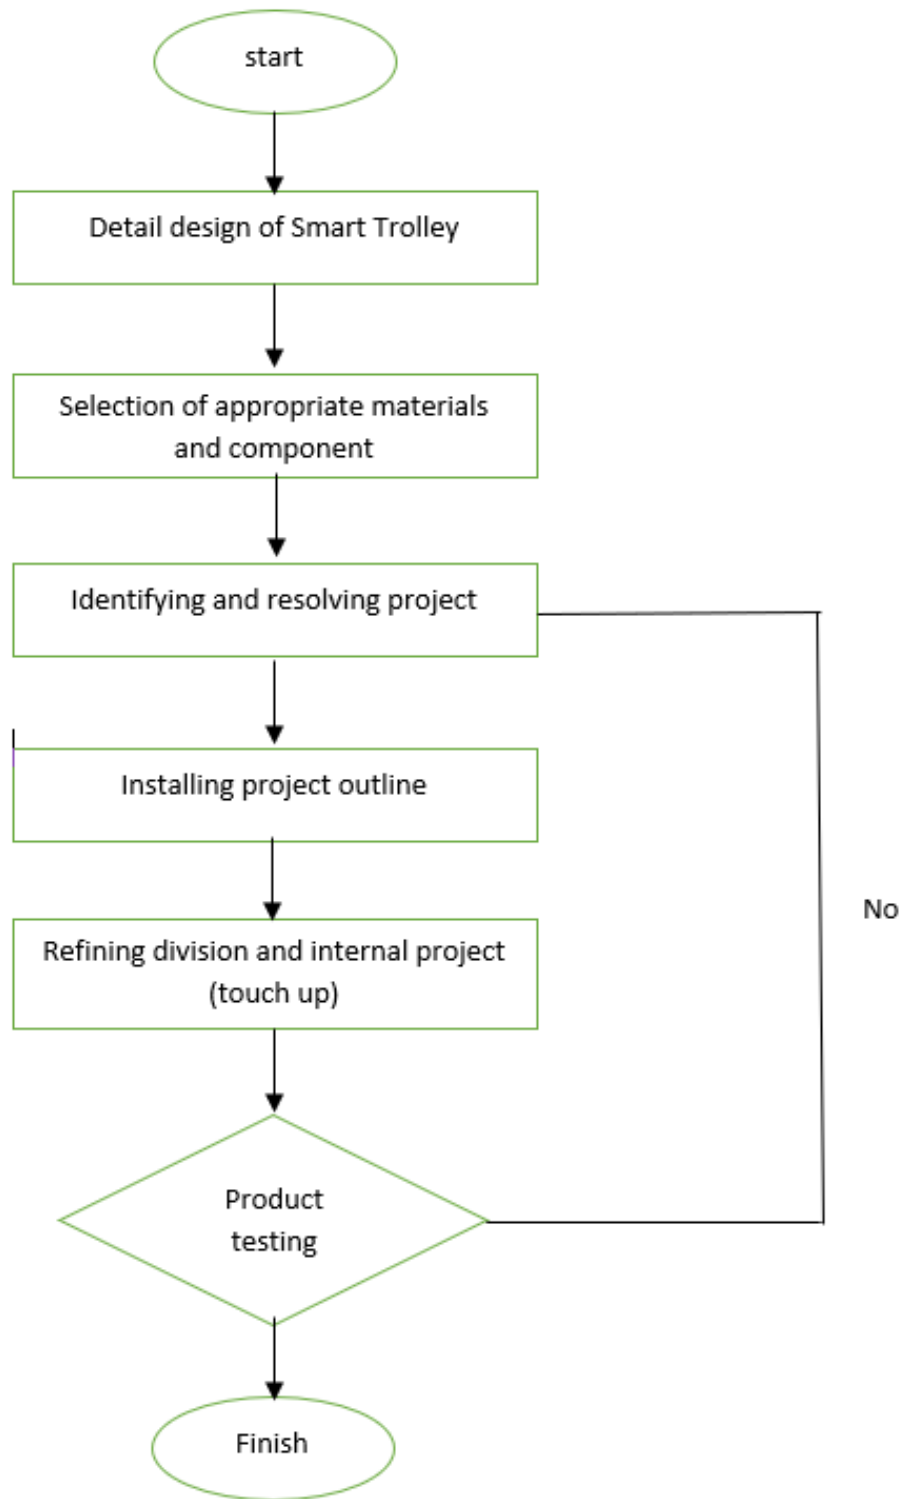 start
Detail design of Smart Trolley
Selection of appropriate materials
and component
Identifying and resolving project
Installing project outline
Refining division and internal project
(touch up)
No
Product
testing
Finish